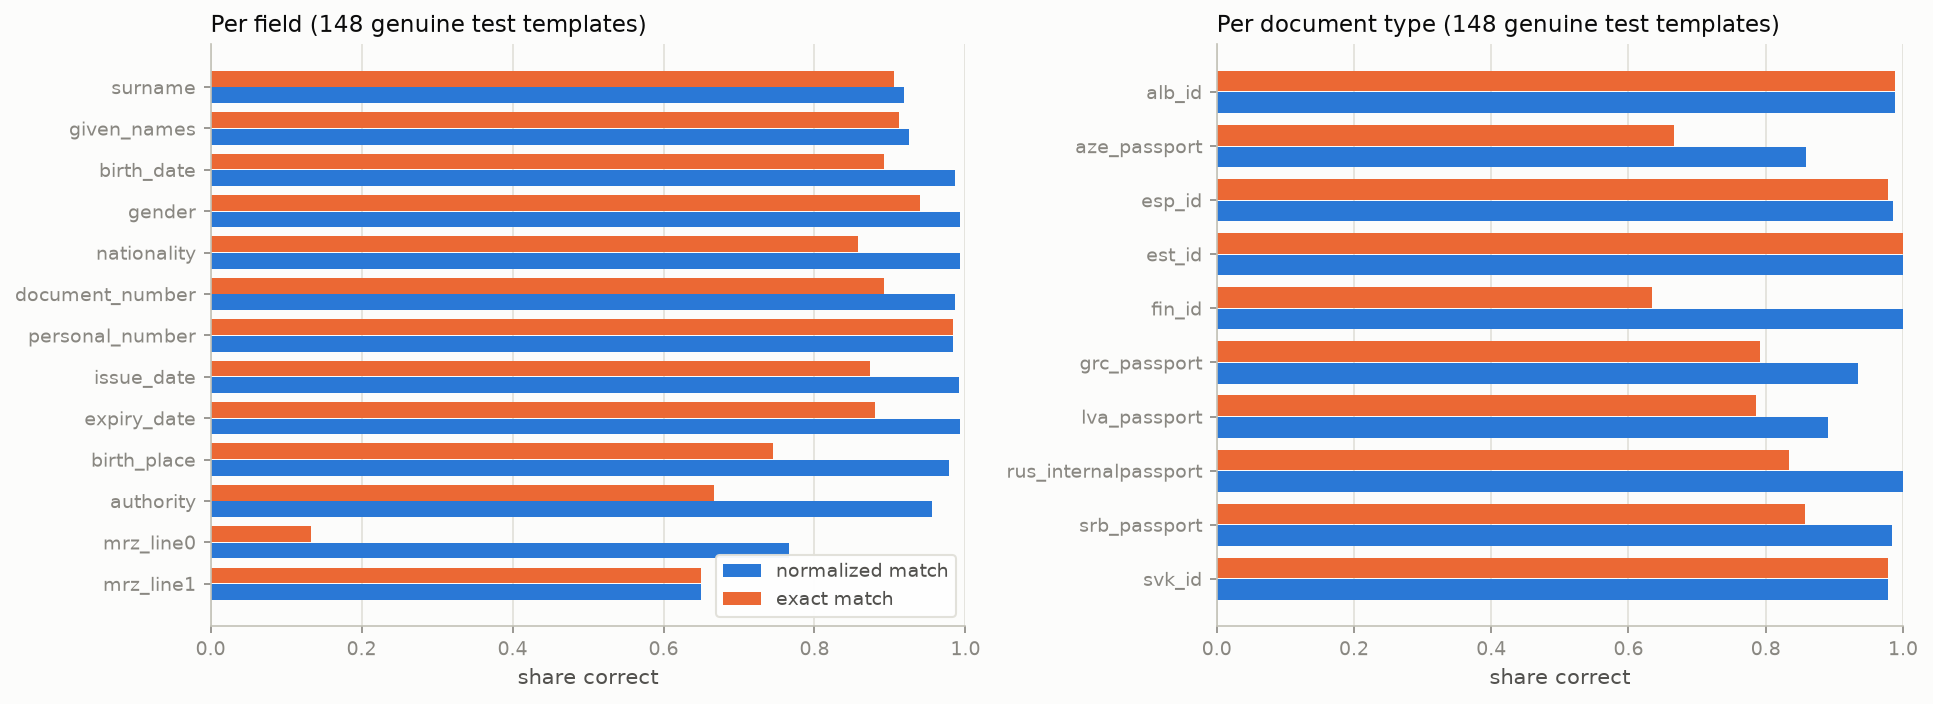 Per field (148 genuine test templates)
surname
given_names
birth_date
gender
nationality
document_number
personal_number
issue_date
expiry_date
birth_place
authority
mrz_line0
mrz_line1
normalized match
exact match
0.0 0.2 0.4 0.6 0.8 1.0
share correct
Per document type (148 genuine test templates)
alb_id
aze_passport
esp_id
est_id
fin_id
grc_passport
lva_passport
rus_internalpassport
srb_passport
svk_id
0.0 0.2 0.4 0.6 0.8 1.0
share correct